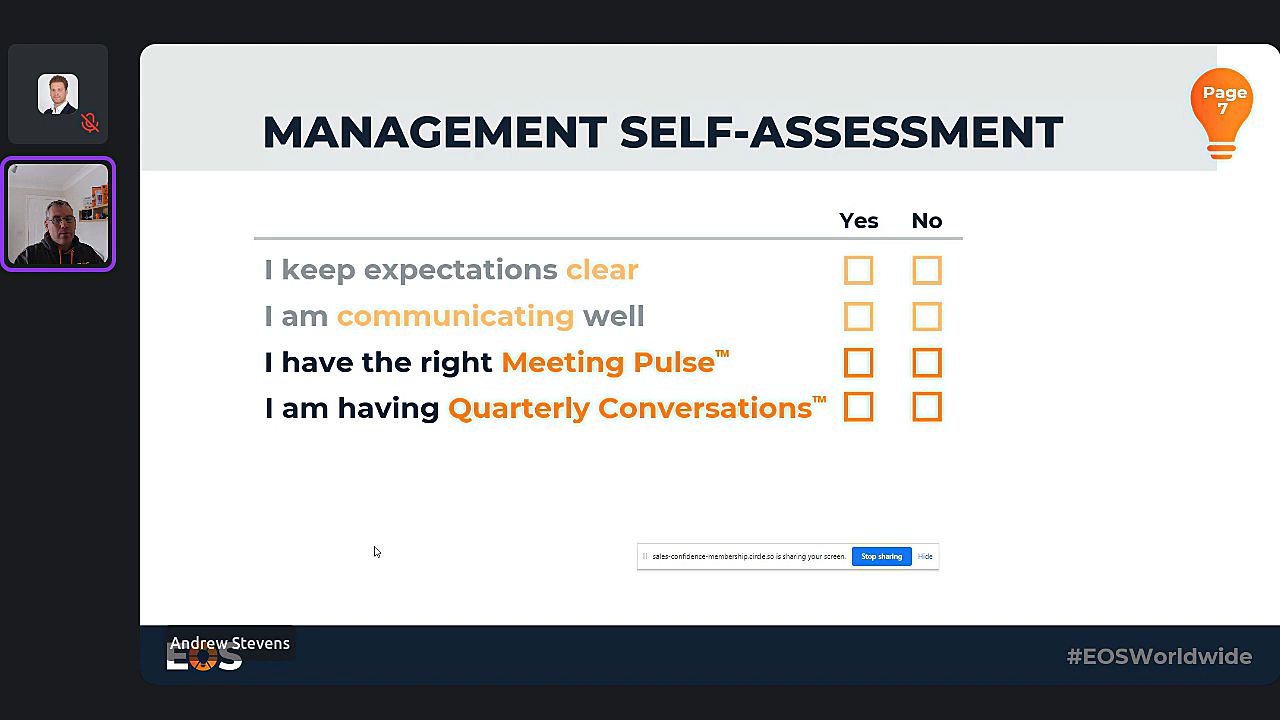 Page
7
MANAGEMENT SELF-ASSESSMENT
Yes No
I keep expectations clear
I am communicating well
I have the right Meeting Pulse™
I am having Quarterly Conversations™
sales-confidence-membership.circle.so is sharing your screen. Stop sharing Hide
Andrew Stevens
EOS
#EOSWorldwide